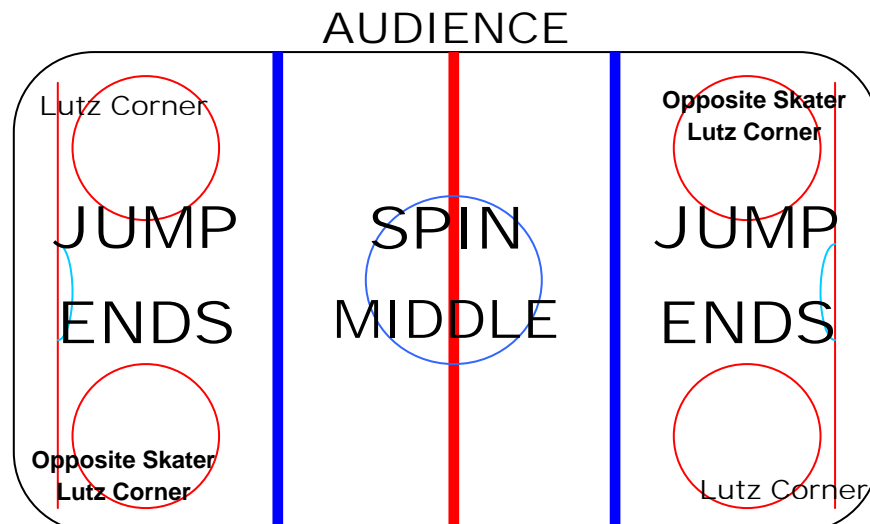 AUDIENCE
Lutz Corner
Opposite Skater
Lutz Corner
JUMP
ENDS
SPIN
MIDDLE
JUMP
ENDS
Opposite Skater
Lutz Corner
Lutz Corner